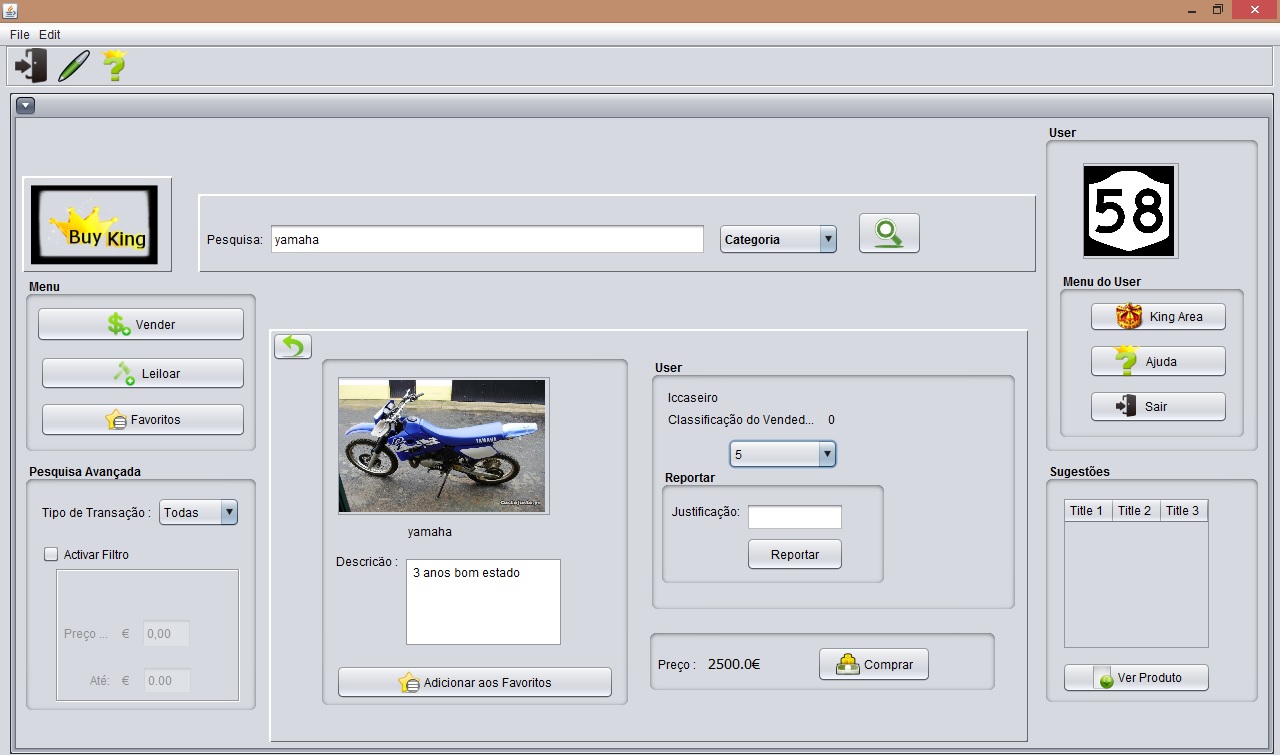 File Edit
User
58
Buy King
Pesquisa: yamaha Categoria
Menu
Vender
Leiloar
Favoritos
Menu do User
King Area
Ajuda
Sair
Pesquisa Avançada
Tipo de Transação : Todas
Activar Filtro
Preço ... € 0,00
Até: € 0.00
YAMAHA
yamaha
Descricão : 3 anos bom estado
Adicionar aos Favoritos
User
Iccaseiro
Classificação do Vended... 0
5
Reportar
Justificação:
Reportar
Preço : 2500.0€ Comprar
Sugestões
Title 1 Title 2 Title 3
Ver Produto